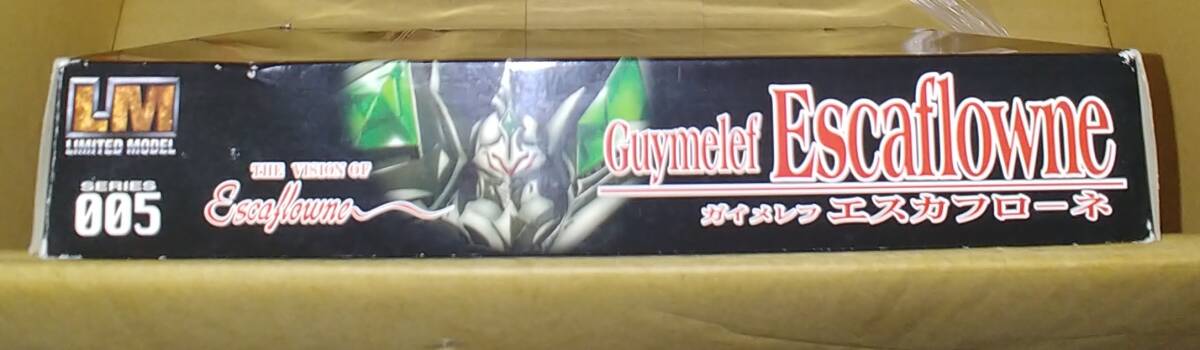 LM
LIMITED MODEL
SERIES
005
THE VISION OF
Escaflowne
Guymelef Escaflowne
ガイメレフ エスカフローネ